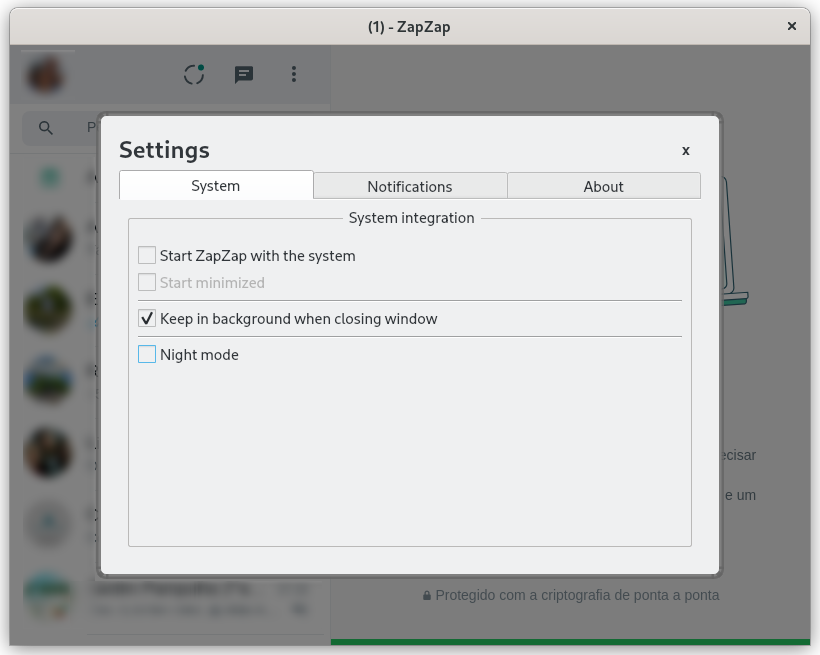 (1) - ZapZap
×
P
Settings
x
System
Notifications
About
System integration
Start ZapZap with the system
Start minimized
Keep in background when closing window
Night mode
ecisar
e um
Protegido com a criptografia de ponta a ponta